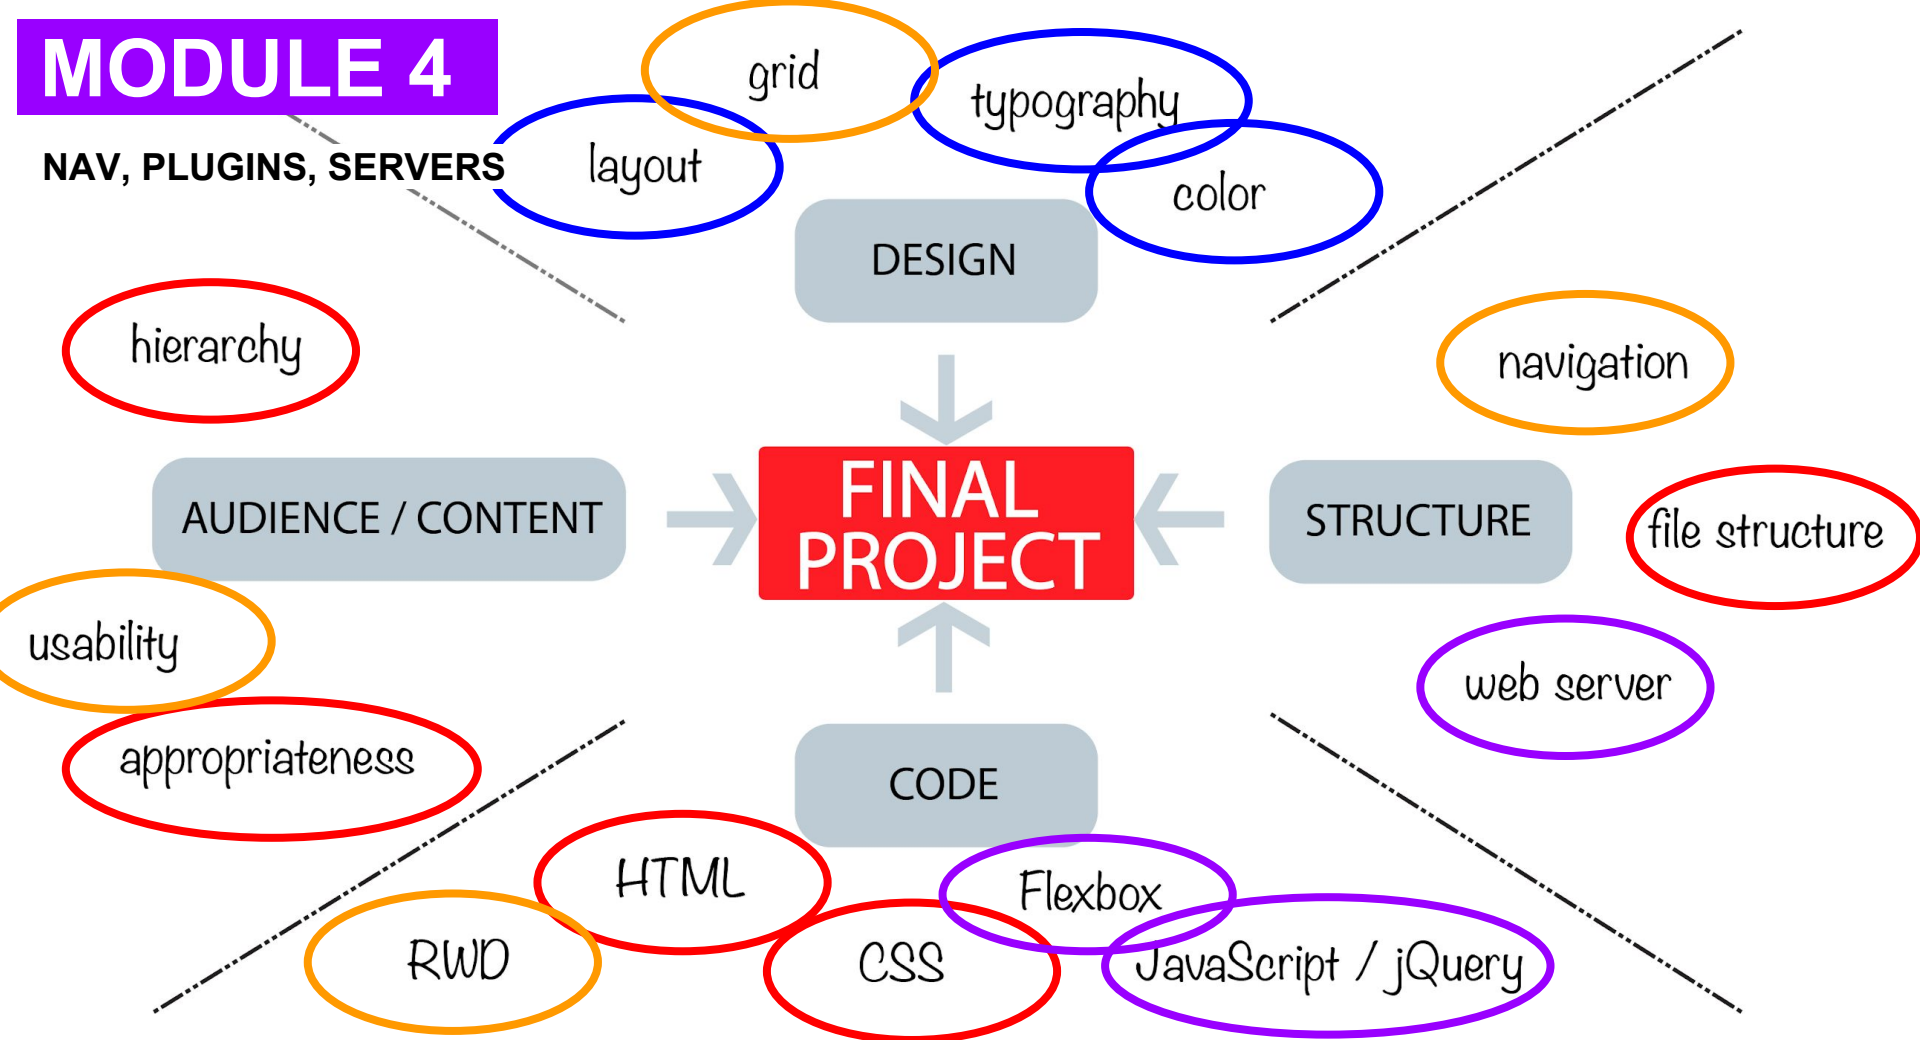 MODULE 4
NAV, PLUGINS, SERVERS
grid
typography
layout
color
DESIGN
hierarchy
navigation
AUDIENCE / CONTENT
FINAL
PROJECT
STRUCTURE
file structure
usability
web server
appropriateness
CODE
HTML
Flexbox
RWD
CSS
JavaScript / jQuery